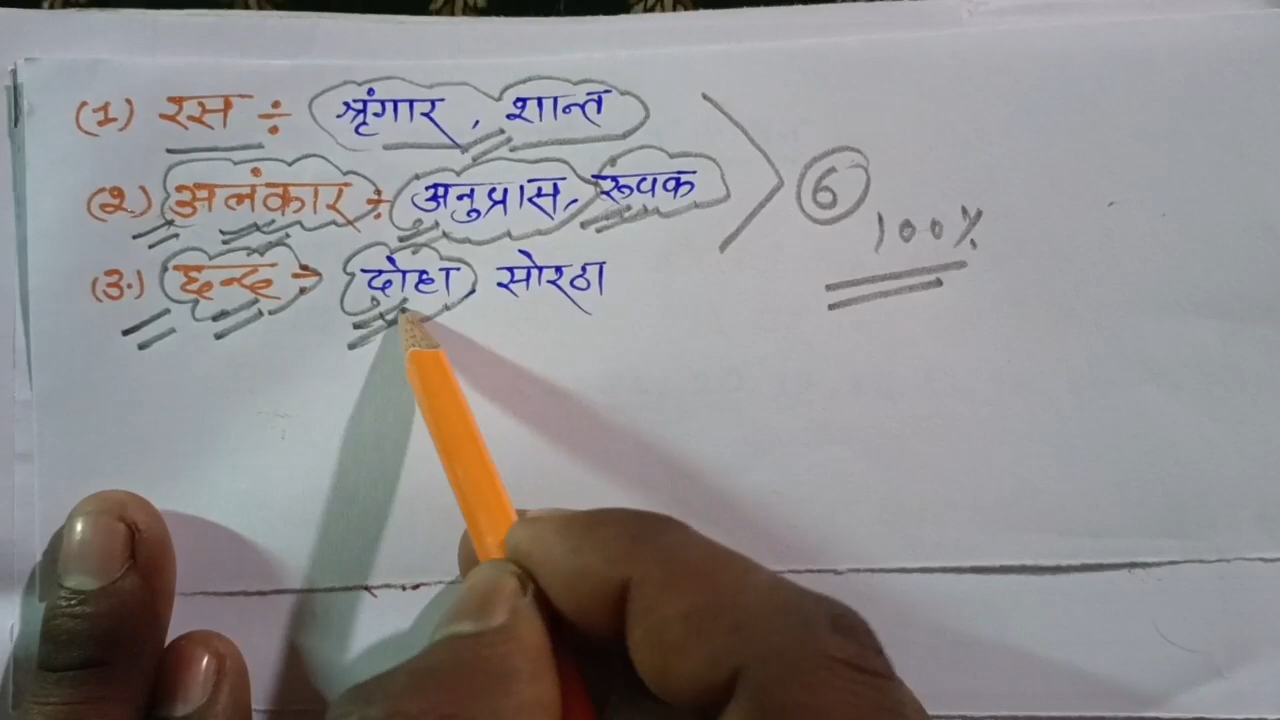 (1) रस ÷ श्रृंगार, शान्त
(2.) अलंकार ÷ अनुप्रास, रूपक
(3.) छन्द ÷ दोहा सोरठा
6
100%